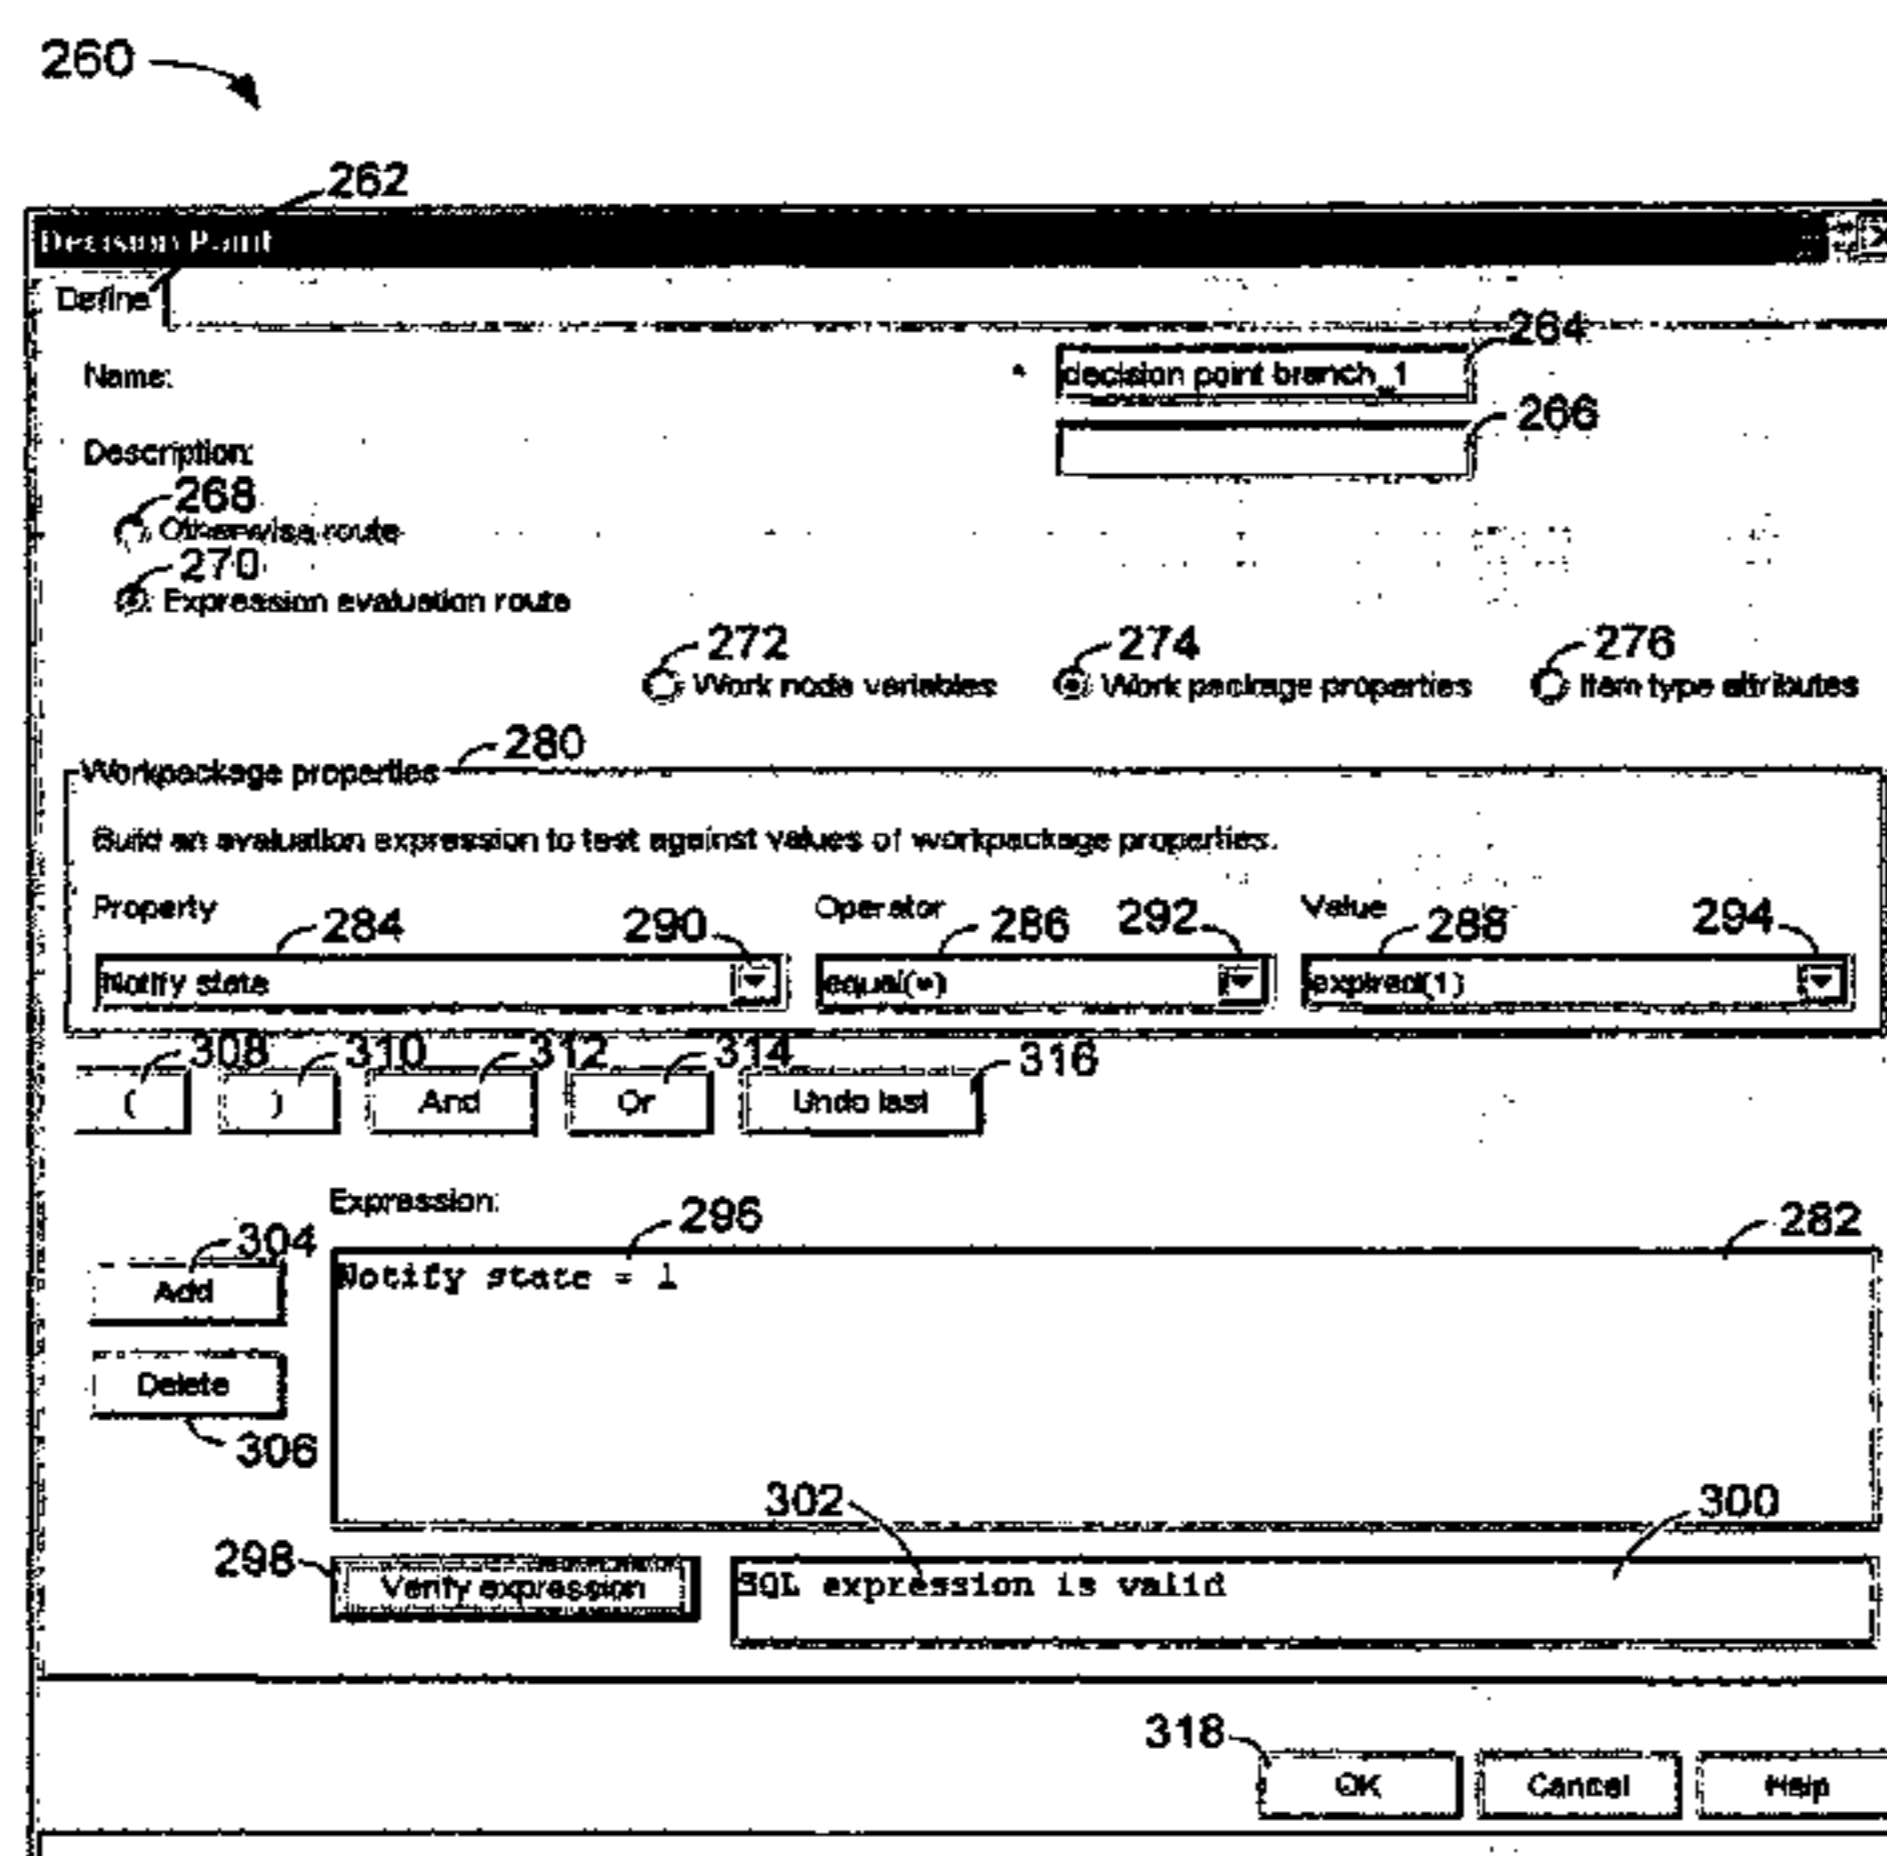 260
262
Decision Point
Define
264
Name: * decision point branch_1
266
Description:
268
Otherwise route
270
Expression evaluation route
272 274 276
Work node variables Work package properties Item type attributes
280
Workpackage properties
Build an evaluation expression to test against values of workpackage properties.
Property Operator Value
284 290 286 292 288 294
Notify state equal(=) expired(1)
308 310 312 314 316
( ) And Or Undo last
Expression:
296 282
304
Add
Notify state = 1
Delete
306
302 300
298
Verify expression SQL expression is valid
318
OK Cancel Help